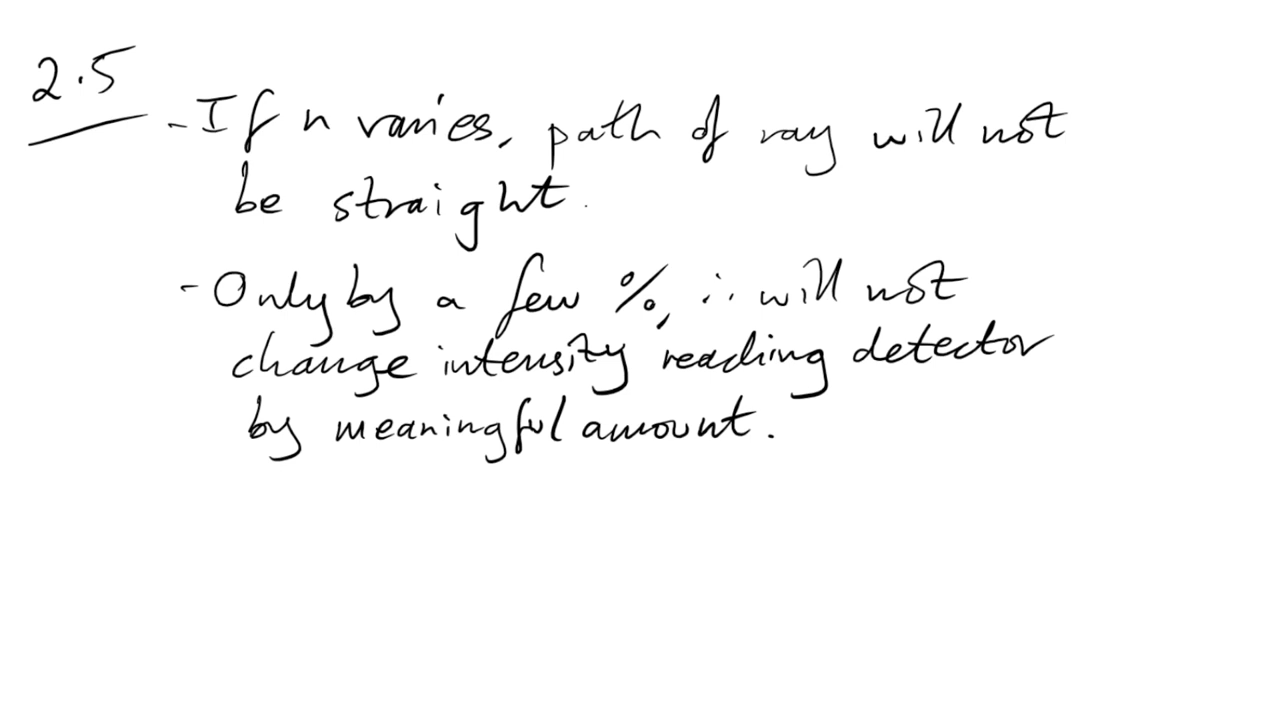 2.5
- If n varies, path of ray will not
be straight.
- Only by a few %, ∴ will not
change intensity reaching detector
by meaningful amount.